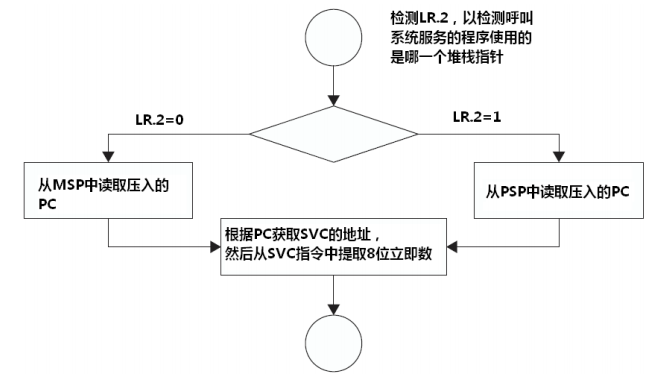 检测LR.2，以检测呼叫
系统服务的程序使用的
是哪一个堆栈指针
LR.2=0
LR.2=1
从MSP中读取压入的
PC
从PSP中读取压入的PC
根据PC获取SVC的地址，
然后从SVC指令中提取8位立即数